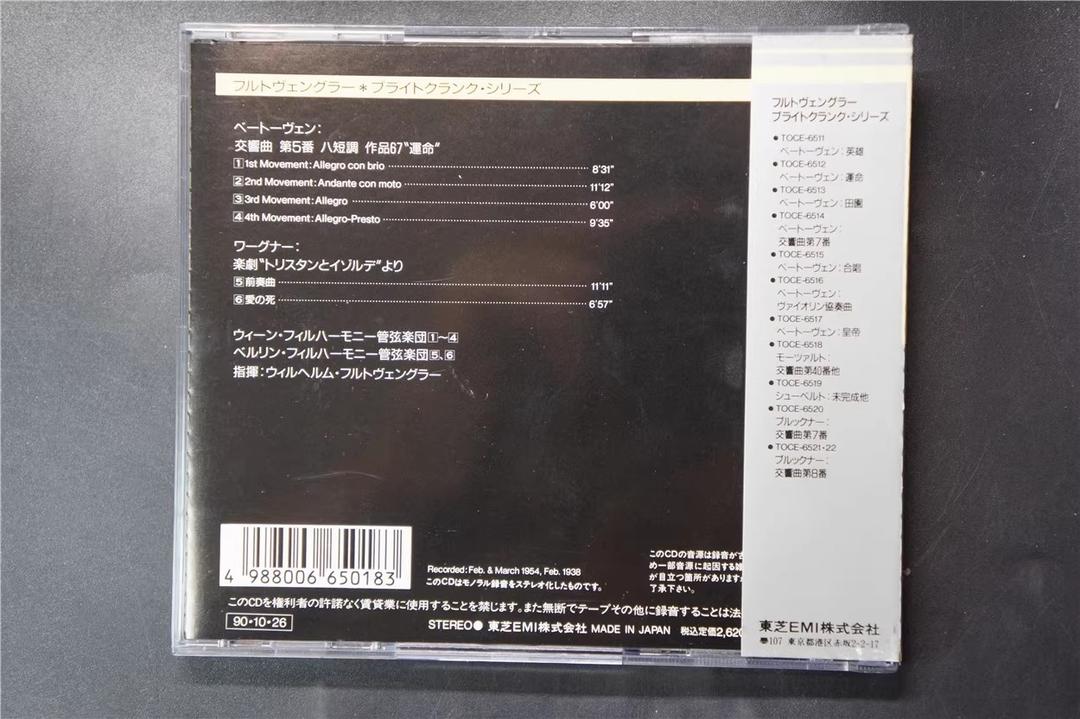 フルトヴェングラー＊ブライトクランク・シリーズ
ベートーヴェン：
交響曲 第5番 ハ短調 作品67“運命”
1 1st Movement: Allegro con brio 8'31"
2 2nd Movement: Andante con moto 11'12"
3 3rd Movement: Allegro 6'00"
4 4th Movement: Allegro-Presto 9'35"
ワーグナー：
楽劇“トリスタンとイゾルデ”より
5 前奏曲 11'11"
6 愛の死 6'57"
ウィーン・フィルハーモニー管弦楽団1〜4
ベルリン・フィルハーモニー管弦楽団5、6
指揮：ウィルヘルム・フルトヴェングラー
4 988006 650183
Recorded: Feb. & March 1954, Feb. 1938
このCDはモノラル録音をステレオ化したものです。
このCDの音源は録音が古
め一部音源に起因する雑
が目立つ箇所がありますが
了承下さい。
このCDを権利者の許諾なく賃貸業に使用することを禁じます。また無断でテープその他に録音することは法
90・10・26
STEREO● 東芝EMI株式会社 MADE IN JAPAN 税込定価2,620
フルトヴェングラー
ブライトクランク・シリーズ
● TOCE-6511
ベートーヴェン：英雄
● TOCE-6512
ベートーヴェン：運命
● TOCE-6513
ベートーヴェン：田園
● TOCE-6514
ベートーヴェン：
交響曲第7番
● TOCE-6515
ベートーヴェン：合唱
● TOCE-6516
ベートーヴェン：
ヴァイオリン協奏曲
● TOCE-6517
ベートーヴェン：皇帝
● TOCE-6518
モーツァルト：
交響曲第40番他
● TOCE-6519
シューベルト：未完成他
● TOCE-6520
ブルックナー：
交響曲第7番
● TOCE-6521・22
ブルックナー：
交響曲第8番
東芝EMI株式会社
〒107 東京都港区赤坂2-2-17